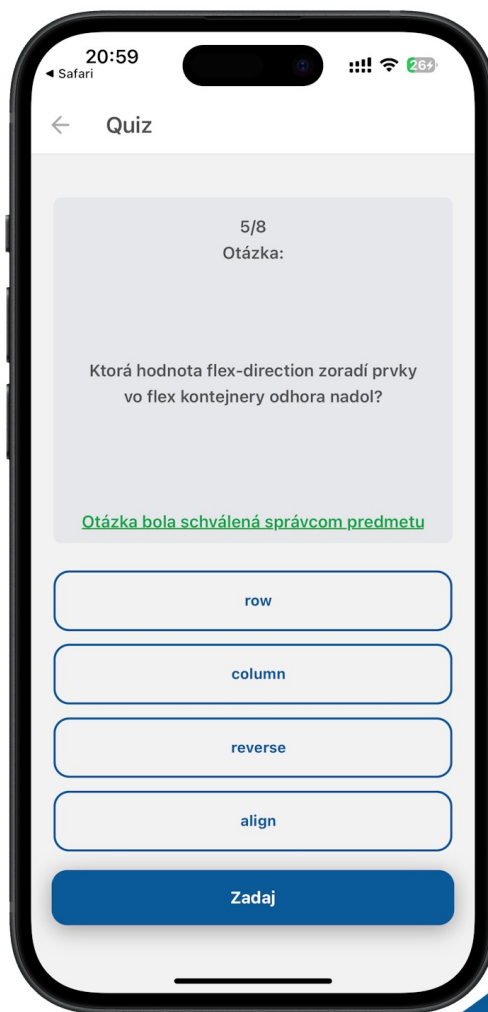 20:59
◂ Safari
26
Quiz
5/8
Otázka:
Ktorá hodnota flex-direction zoradí prvky
vo flex kontejnery odhora nadol?
Otázka bola schválená správcom predmetu
row
column
reverse
align
Zadaj